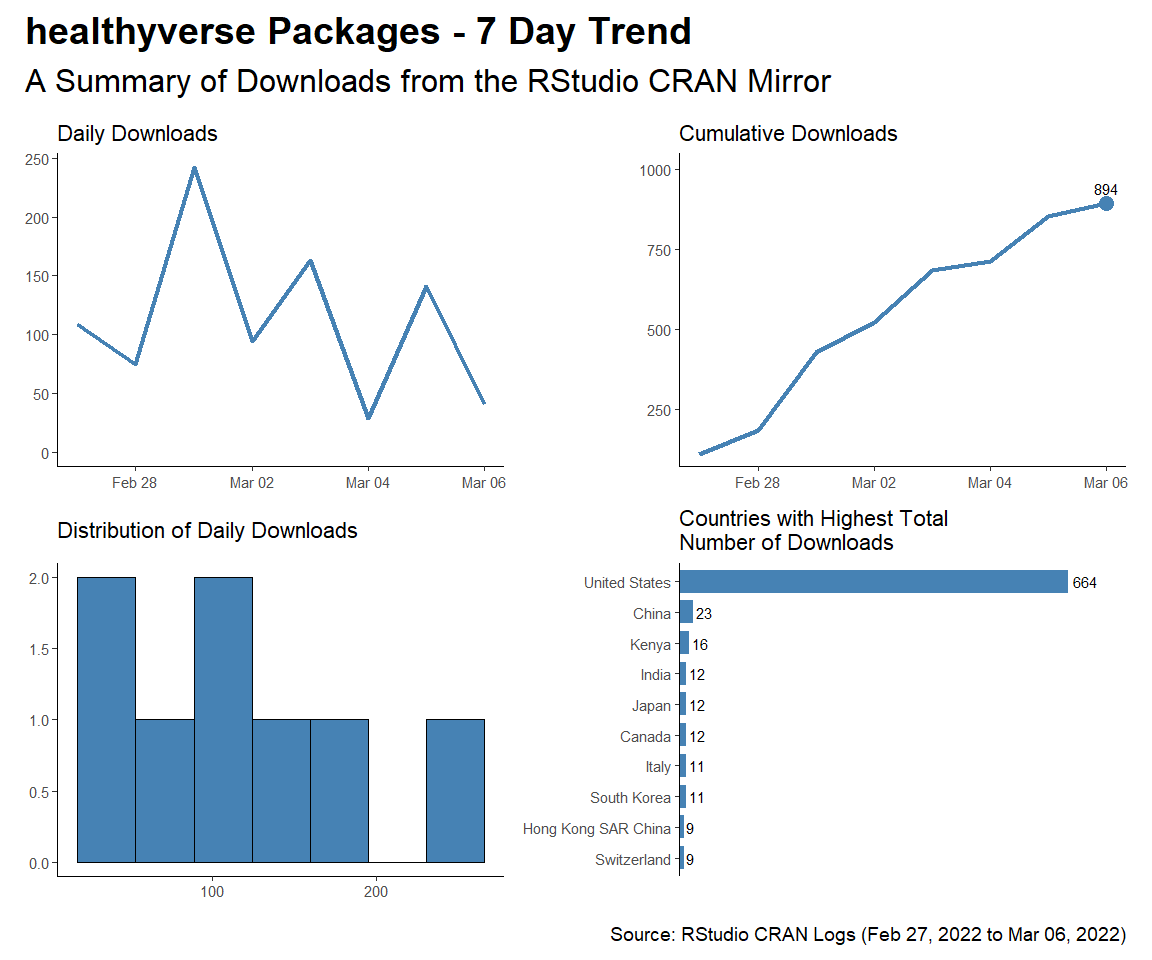 healthyverse Packages - 7 Day Trend
A Summary of Downloads from the RStudio CRAN Mirror
Daily Downloads
250
200
150
100
50
0
Feb 28 Mar 02 Mar 04 Mar 06
Cumulative Downloads
1000
750
500
250
894
Feb 28 Mar 02 Mar 04 Mar 06
Distribution of Daily Downloads
2.0
1.5
1.0
0.5
0.0
100 200
Countries with Highest Total
Number of Downloads
United States 664
China 23
Kenya 16
India 12
Japan 12
Canada 12
Italy 11
South Korea 11
Hong Kong SAR China 9
Switzerland 9
Source: RStudio CRAN Logs (Feb 27, 2022 to Mar 06, 2022)